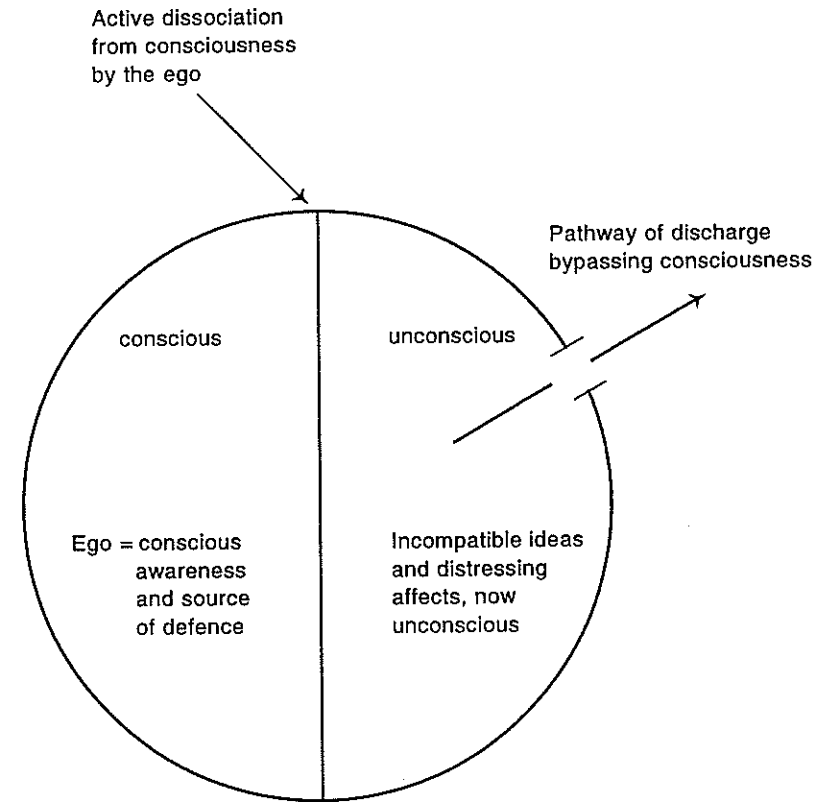 Active dissociation
from consciousness
by the ego
Pathway of discharge
bypassing consciousness
conscious
unconscious
Ego = conscious
awareness
and source
of defence
Incompatible ideas
and distressing
affects, now
unconscious